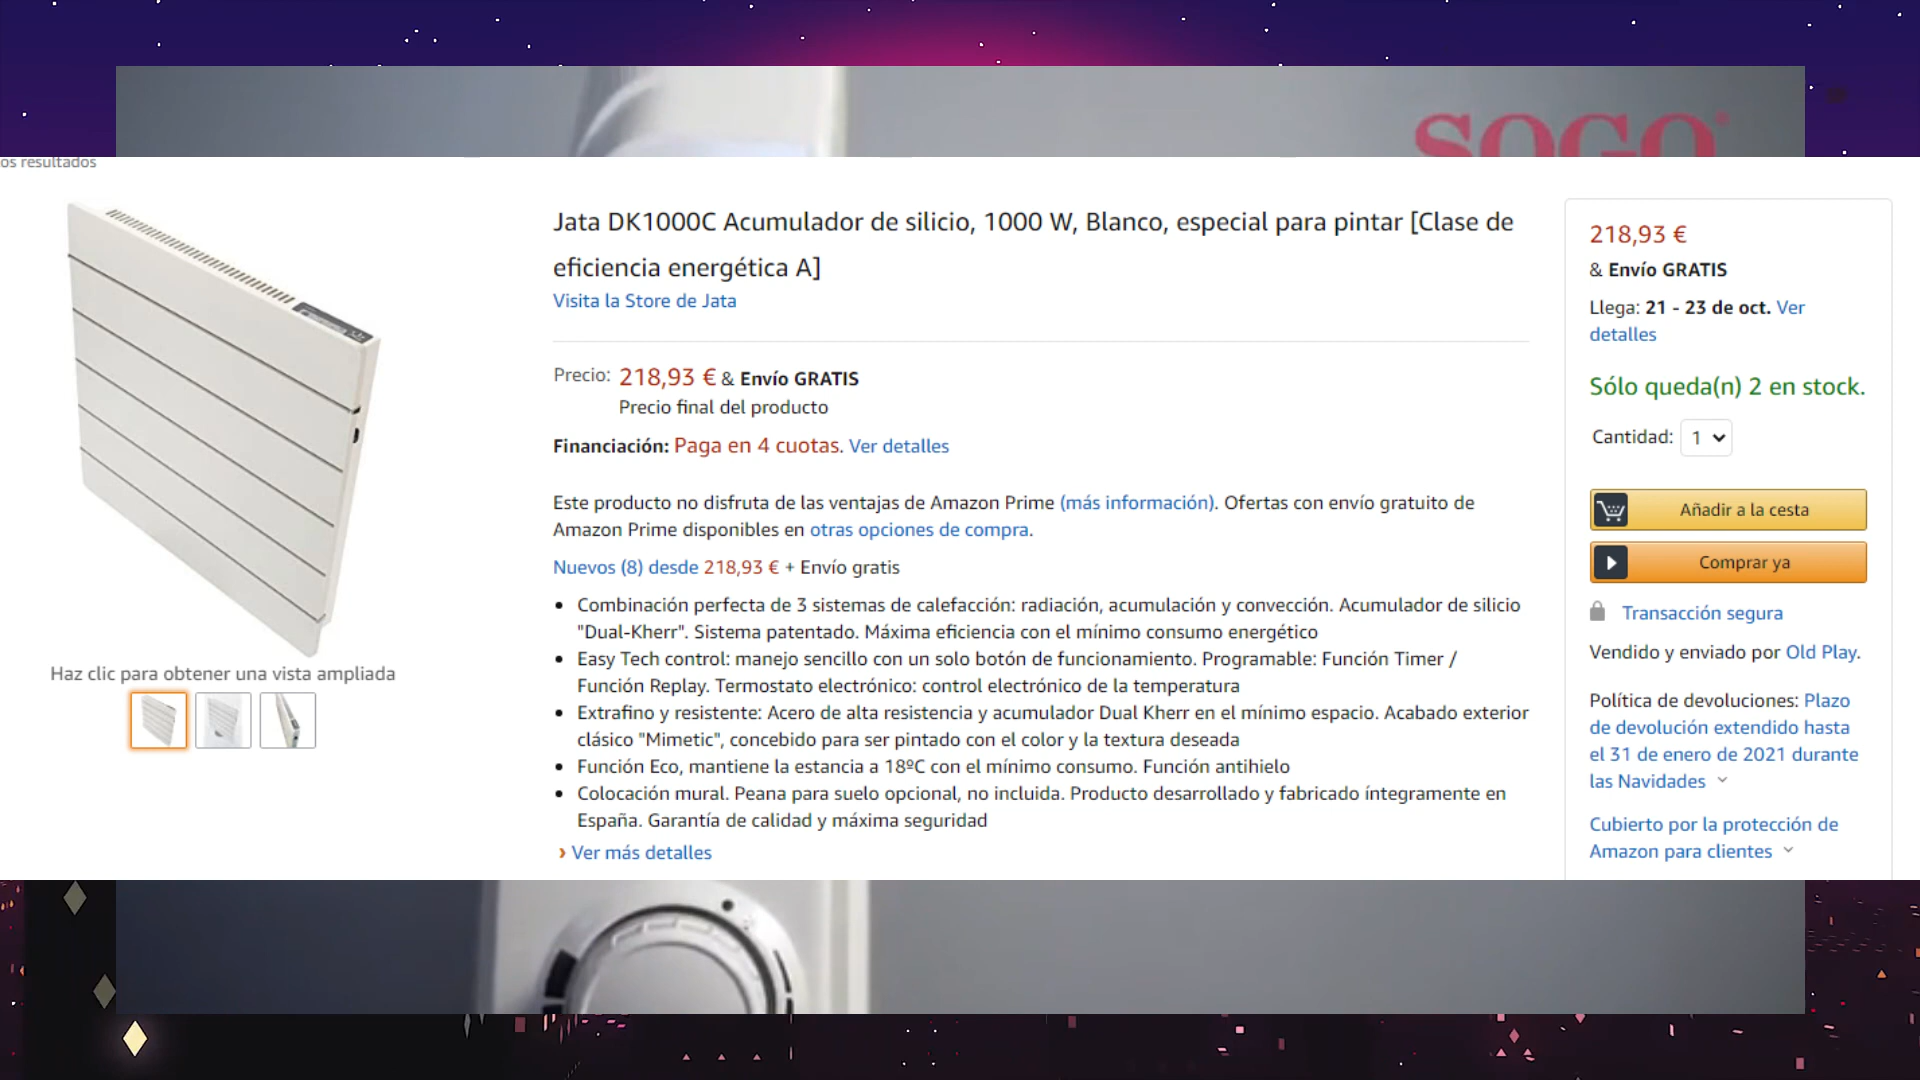 SOGO
os resultados
Jata DK1000C Acumulador de silicio, 1000 W, Blanco, especial para pintar [Clase de
eficiencia energética A]
Visita la Store de Jata
Precio: 218,93 € & Envío GRATIS
Precio final del producto
Financiación: Paga en 4 cuotas. Ver detalles
Este producto no disfruta de las ventajas de Amazon Prime (más información). Ofertas con envío gratuito de
Amazon Prime disponibles en otras opciones de compra.
Nuevos (8) desde 218,93 € + Envío gratis
• Combinación perfecta de 3 sistemas de calefacción: radiación, acumulación y convección. Acumulador de silicio
"Dual-Kherr". Sistema patentado. Máxima eficiencia con el mínimo consumo energético
• Easy Tech control: manejo sencillo con un solo botón de funcionamiento. Programable: Función Timer /
Función Replay. Termostato electrónico: control electrónico de la temperatura
• Extrafino y resistente: Acero de alta resistencia y acumulador Dual Kherr en el mínimo espacio. Acabado exterior
clásico "Mimetic", concebido para ser pintado con el color y la textura deseada
• Función Eco, mantiene la estancia a 18ºC con el mínimo consumo. Función antihielo
• Colocación mural. Peana para suelo opcional, no incluida. Producto desarrollado y fabricado íntegramente en
España. Garantía de calidad y máxima seguridad
› Ver más detalles
Haz clic para obtener una vista ampliada
218,93 €
& Envío GRATIS
Llega: 21 - 23 de oct. Ver
detalles
Sólo queda(n) 2 en stock.
Cantidad: 1
Añadir a la cesta
Comprar ya
Transacción segura
Vendido y enviado por Old Play.
Política de devoluciones: Plazo
de devolución extendido hasta
el 31 de enero de 2021 durante
las Navidades
Cubierto por la protección de
Amazon para clientes